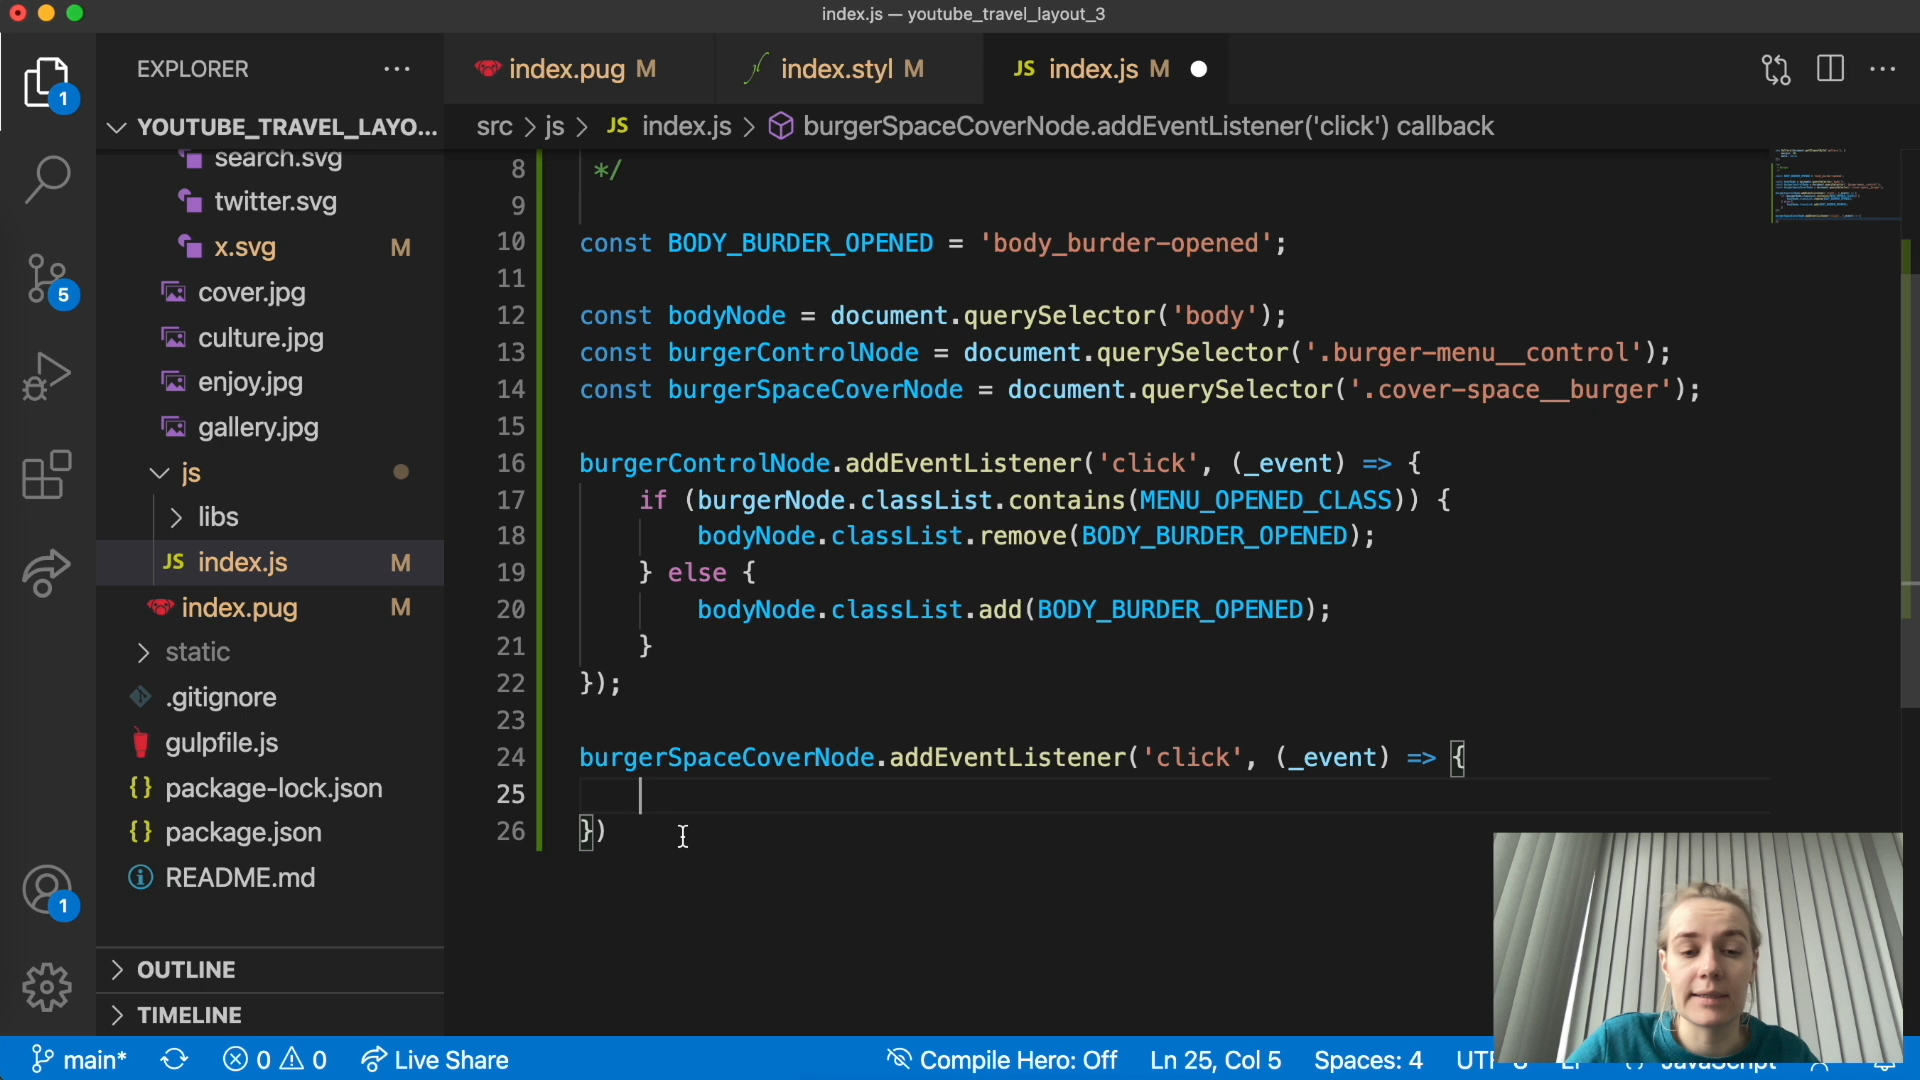 index.js — youtube_travel_layout_3
EXPLORER
index.pug M
index.styl M
JS index.js M
YOUTUBE_TRAVEL_LAYO...
src > js > JS index.js > burgerSpaceCoverNode.addEventListener('click') callback
search.svg
twitter.svg
x.svg M
cover.jpg
culture.jpg
enjoy.jpg
gallery.jpg
js
libs
JS index.js M
index.pug M
static
.gitignore
gulpfile.js
{} package-lock.json
{} package.json
README.md
OUTLINE
TIMELINE
1
5
1
8 */
9
10 const BODY_BURDER_OPENED = 'body_burder-opened';
11
12 const bodyNode = document.querySelector('body');
13 const burgerControlNode = document.querySelector('.burger-menu__control');
14 const burgerSpaceCoverNode = document.querySelector('.cover-space__burger');
15
16 burgerControlNode.addEventListener('click', (_event) => {
17 if (burgerNode.classList.contains(MENU_OPENED_CLASS)) {
18 bodyNode.classList.remove(BODY_BURDER_OPENED);
19 } else {
20 bodyNode.classList.add(BODY_BURDER_OPENED);
21 }
22 });
23
24 burgerSpaceCoverNode.addEventListener('click', (_event) => {
25
26 })
main* 0 0 Live Share Compile Hero: Off Ln 25, Col 5 Spaces: 4